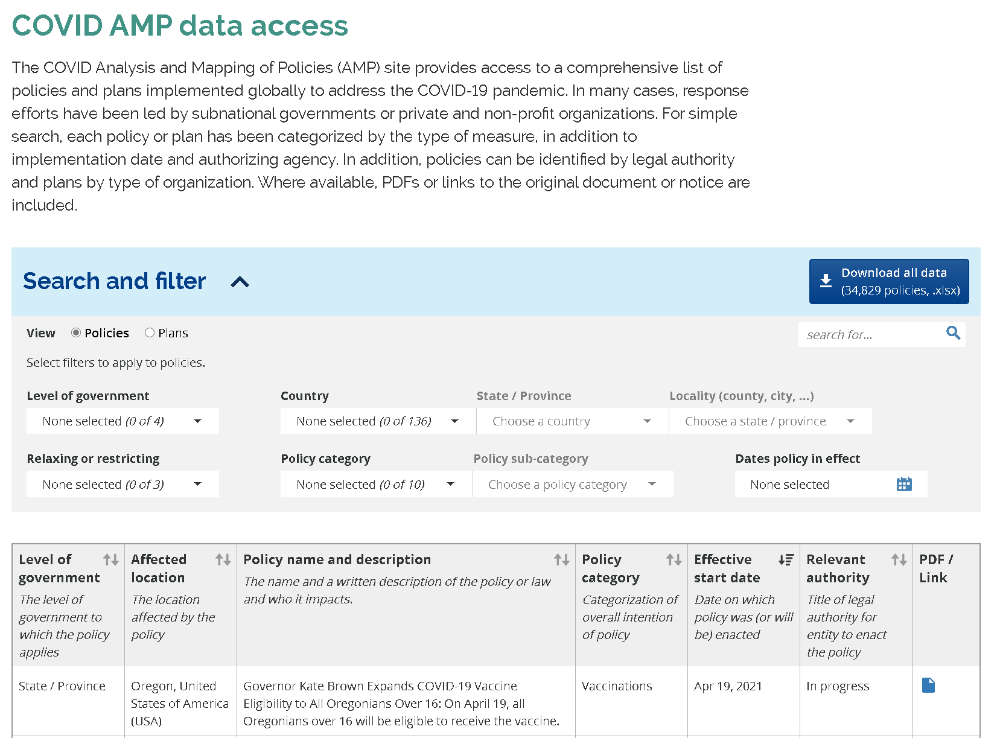 COVID AMP data access
The COVID Analysis and Mapping of Policies (AMP) site provides access to a comprehensive list of
policies and plans implemented globally to address the COVID-19 pandemic. In many cases, response
efforts have been led by subnational governments or private and non-profit organizations. For simple
search, each policy or plan has been categorized by the type of measure, in addition to
implementation date and authorizing agency. In addition, policies can be identified by legal authority
and plans by type of organization. Where available, PDFs or links to the original document or notice are
included.
Search and filter
Download all data
(34,829 policies, .xlsx)
View Policies Plans
search for...
Select filters to apply to policies.
Level of government
None selected (0 of 4)
Country
None selected (0 of 136)
State / Province
Choose a country
Locality (county, city, ...)
Choose a state / province
Relaxing or restricting
None selected (0 of 3)
Policy category
None selected (0 of 10)
Policy sub-category
Choose a policy category
Dates policy in effect
None selected
Level of
government
The level of
government to
which the policy
applies
Affected
location
The location
affected by the
policy
Policy name and description
The name and a written description of the policy or law
and who it impacts.
Policy
category
Categorization of
overall intention
of policy
Effective
start date
Date on which
policy was (or will
be) enacted
Relevant
authority
Title of legal
authority for
entity to enact
the policy
PDF /
Link
State / Province
Oregon, United
States of America
(USA)
Governor Kate Brown Expands COVID-19 Vaccine
Eligibility to All Oregonians Over 16: On April 19, all
Oregonians over 16 will be eligible to receive the vaccine.
Vaccinations
Apr 19, 2021
In progress